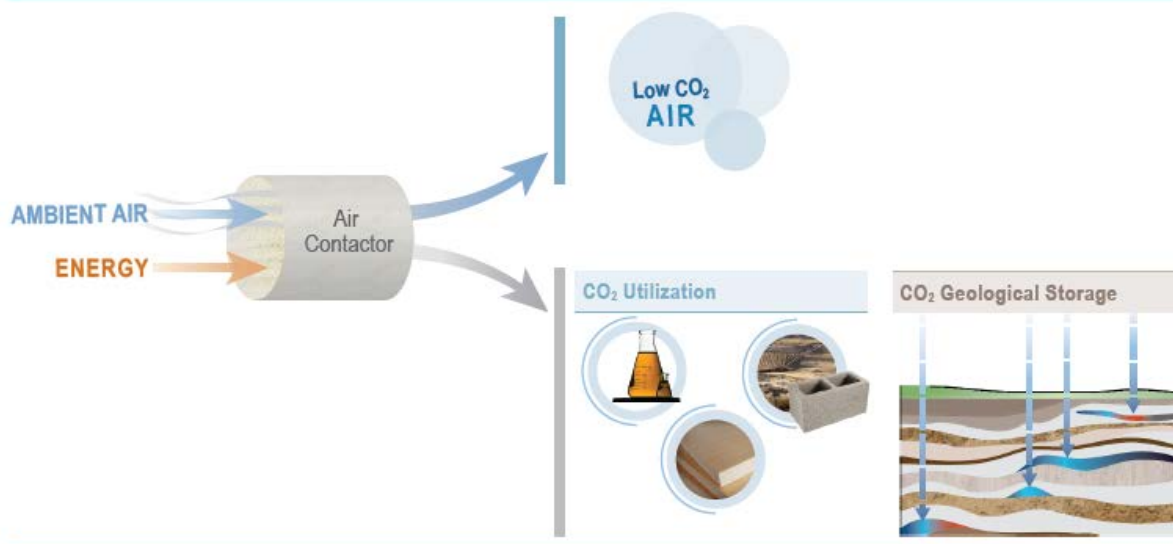 Low CO₂
AIR
AMBIENT AIR
ENERGY
Air
Contactor
CO₂ Utilization
CO₂ Geological Storage